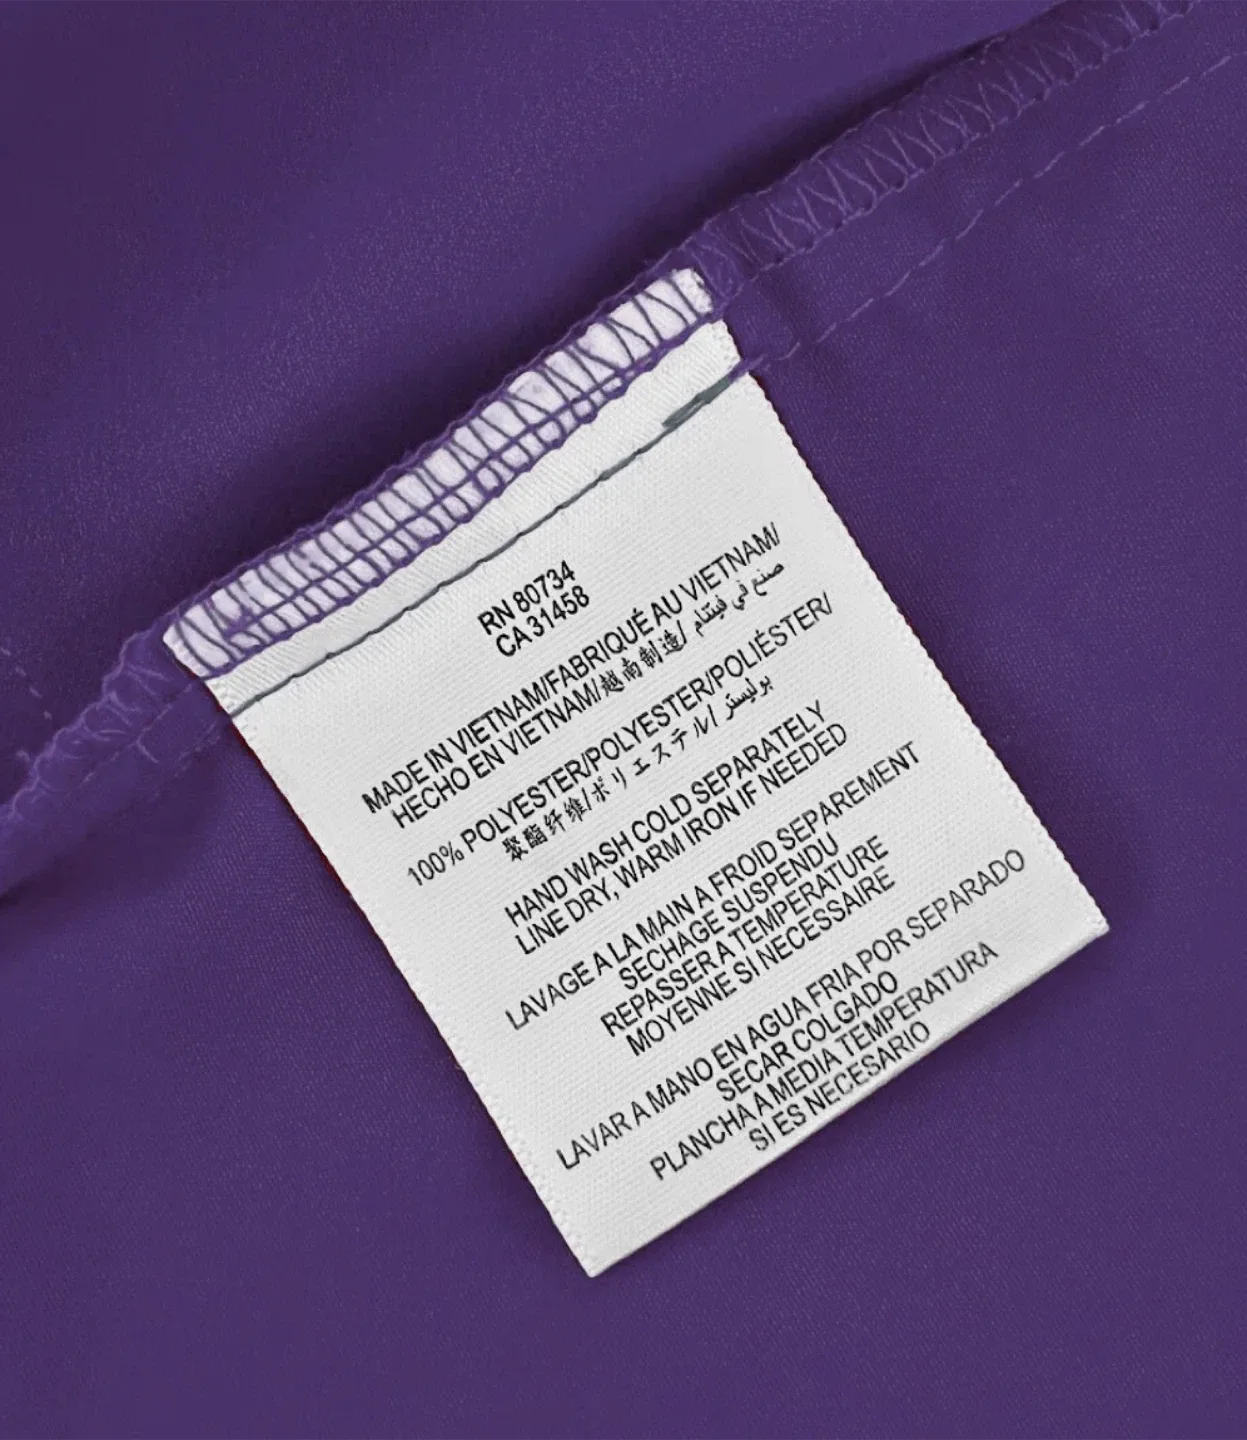 RN 80734
CA 31458
MADE IN VIETNAM/FABRIQUÉ AU VIETNAM/
HECHO EN VIETNAM/越南制造/ صنع في فيتنام
100% POLYESTER/POLYESTER/POLIÉSTER/
聚酯纤维/ポリエステル/ بوليستر
HAND WASH COLD SEPARATELY
LINE DRY, WARM IRON IF NEEDED
LAVAGE A LA MAIN A FROID SEPAREMENT
SECHAGE SUSPENDU
REPASSER A TEMPERATURE
MOYENNE SI NECESSAIRE
LAVAR A MANO EN AGUA FRIA POR SEPARADO
SECAR COLGADO
PLANCHA A MEDIA TEMPERATURA
SI ES NECESARIO